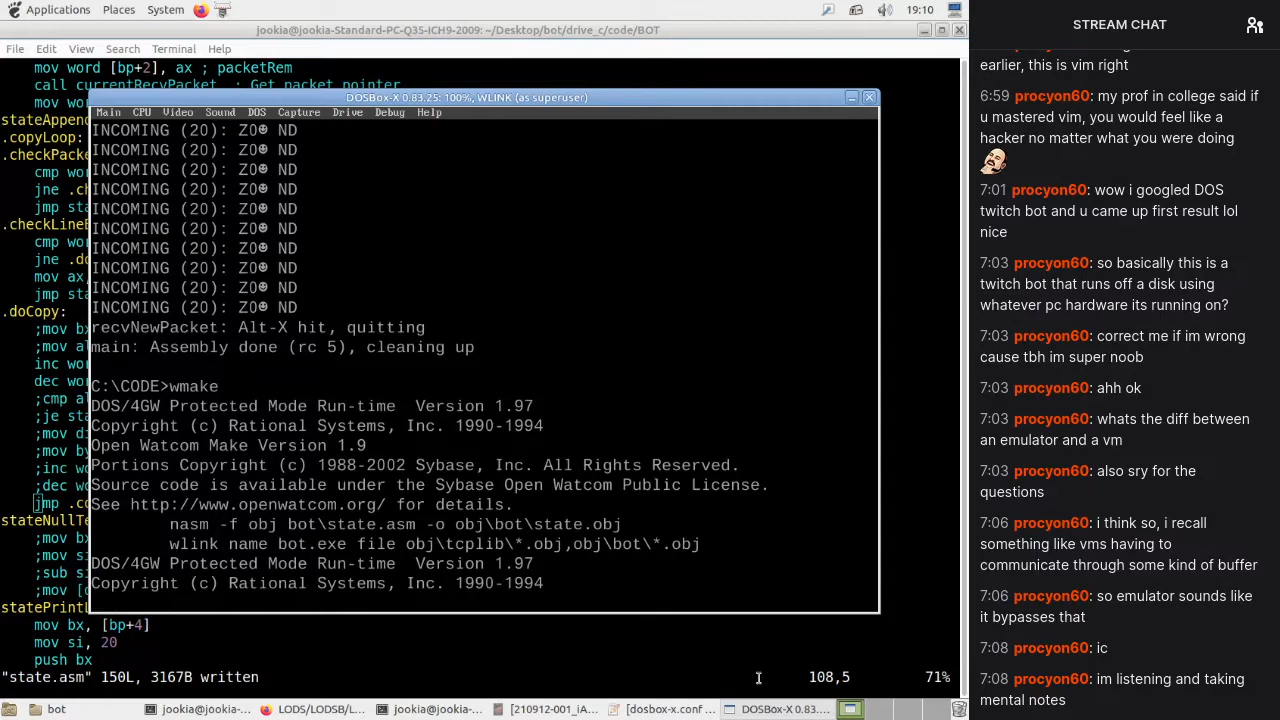 Applications Places System 19:10
jookia@jookia-Standard-PC-Q35-ICH9-2009: ~/Desktop/bot/drive_c/code/BOT
File Edit View Search Terminal Help
mov word [bp+2], ax ; packetRem
call currentRecvPacket ; Get packet pointer
mov wo
stateAppen
.copyLoop:
.checkPack
cmp wor
jne .ch
jmp sta
.checkLineE
cmp wo
jne .do
mov ax,
jmp sta
.doCopy:
;mov bx
;mov al
inc wor
dec wor
;cmp al
;je sta
;mov di
;mov by
;inc wo
;dec wo
jmp .co
stateNullTe
;mov bx
;mov si
;sub si
;mov [d
statePrintL
mov bx, [bp+4]
mov si, 20
push bx
"state.asm" 150L, 3167B written 108,5 71%
DOSBox-X 0.83.25: 100%, WLINK (as superuser)
Main CPU Video Sound DOS Capture Drive Debug Help
INCOMING (20): Z0☻ ND
INCOMING (20): Z0☻ ND
INCOMING (20): Z0☻ ND
INCOMING (20): Z0☻ ND
INCOMING (20): Z0☻ ND
INCOMING (20): Z0☻ ND
INCOMING (20): Z0☻ ND
INCOMING (20): Z0☻ ND
INCOMING (20): Z0☻ ND
INCOMING (20): Z0☻ ND
recvNewPacket: Alt-X hit, quitting
main: Assembly done (rc 5), cleaning up
C:\CODE>wmake
DOS/4GW Protected Mode Run-time Version 1.97
Copyright (c) Rational Systems, Inc. 1990-1994
Open Watcom Make Version 1.9
Portions Copyright (c) 1988-2002 Sybase, Inc. All Rights Reserved.
Source code is available under the Sybase Open Watcom Public License.
See http://www.openwatcom.org/ for details.
nasm -f obj bot\state.asm -o obj\bot\state.obj
wlink name bot.exe file obj\tcplib\*.obj,obj\bot\*.obj
DOS/4GW Protected Mode Run-time Version 1.97
Copyright (c) Rational Systems, Inc. 1990-1994
bot jookia@jookia-... LODS/LODSB/L... jookia@jookia-... [210912-001_iA... [dosbox-x.conf ... DOSBox-X 0.83....
STREAM CHAT
earlier, this is vim right
6:59 procyon60: my prof in college said if
u mastered vim, you would feel like a
hacker no matter what you were doing
7:01 procyon60: wow i googled DOS
twitch bot and u came up first result lol
nice
7:03 procyon60: so basically this is a
twitch bot that runs off a disk using
whatever pc hardware its running on?
7:03 procyon60: correct me if im wrong
cause tbh im super noob
7:03 procyon60: ahh ok
7:03 procyon60: whats the diff between
an emulator and a vm
7:03 procyon60: also sry for the
questions
7:06 procyon60: i think so, i recall
something like vms having to
communicate through some kind of buffer
7:06 procyon60: so emulator sounds like
it bypasses that
7:08 procyon60: ic
7:08 procyon60: im listening and taking
mental notes